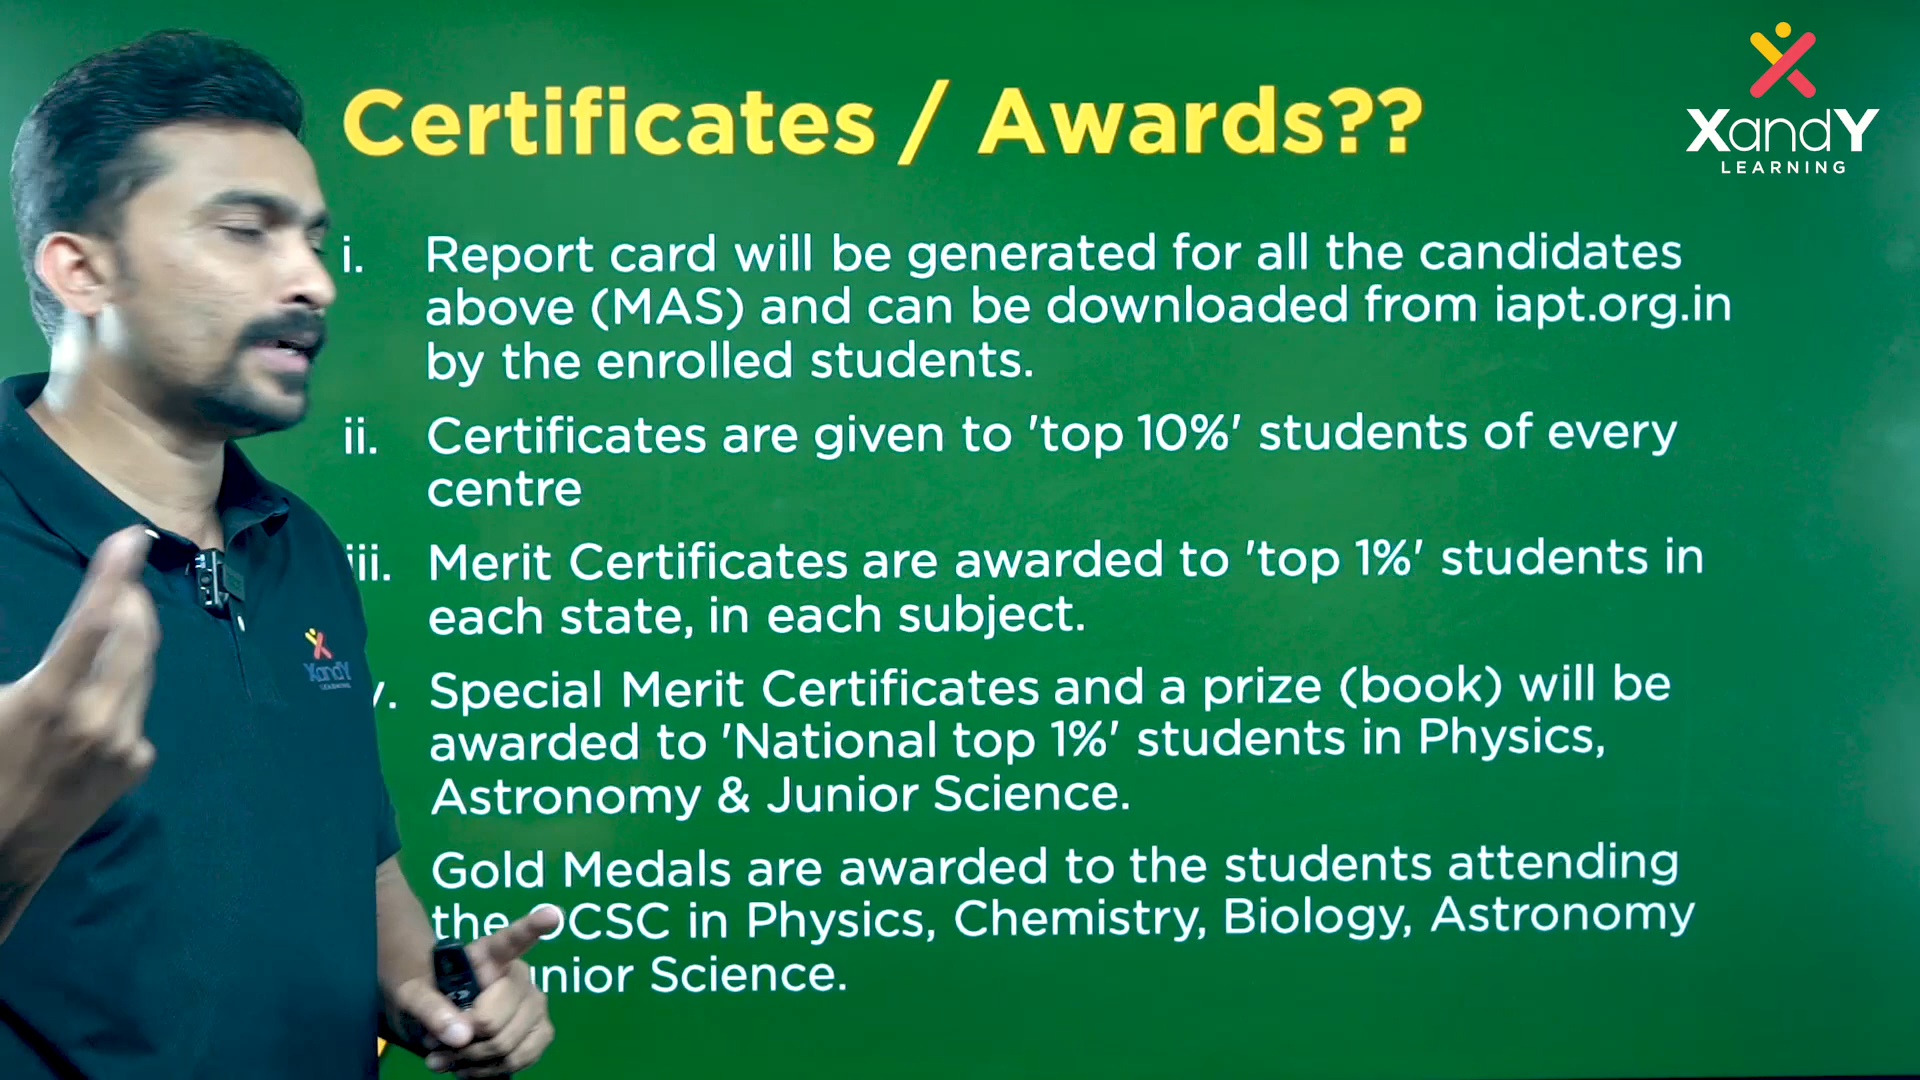 Certificates / Awards??
XandY
LEARNING
i. Report card will be generated for all the candidates
above (MAS) and can be downloaded from iapt.org.in
by the enrolled students.
ii. Certificates are given to 'top 10%' students of every
centre
iii. Merit Certificates are awarded to 'top 1%' students in
each state, in each subject.
Special Merit Certificates and a prize (book) will be
awarded to 'National top 1%' students in Physics,
Astronomy & Junior Science.
Gold Medals are awarded to the students attending
the OCSC in Physics, Chemistry, Biology, Astronomy
Science.
XandY
LEARNING